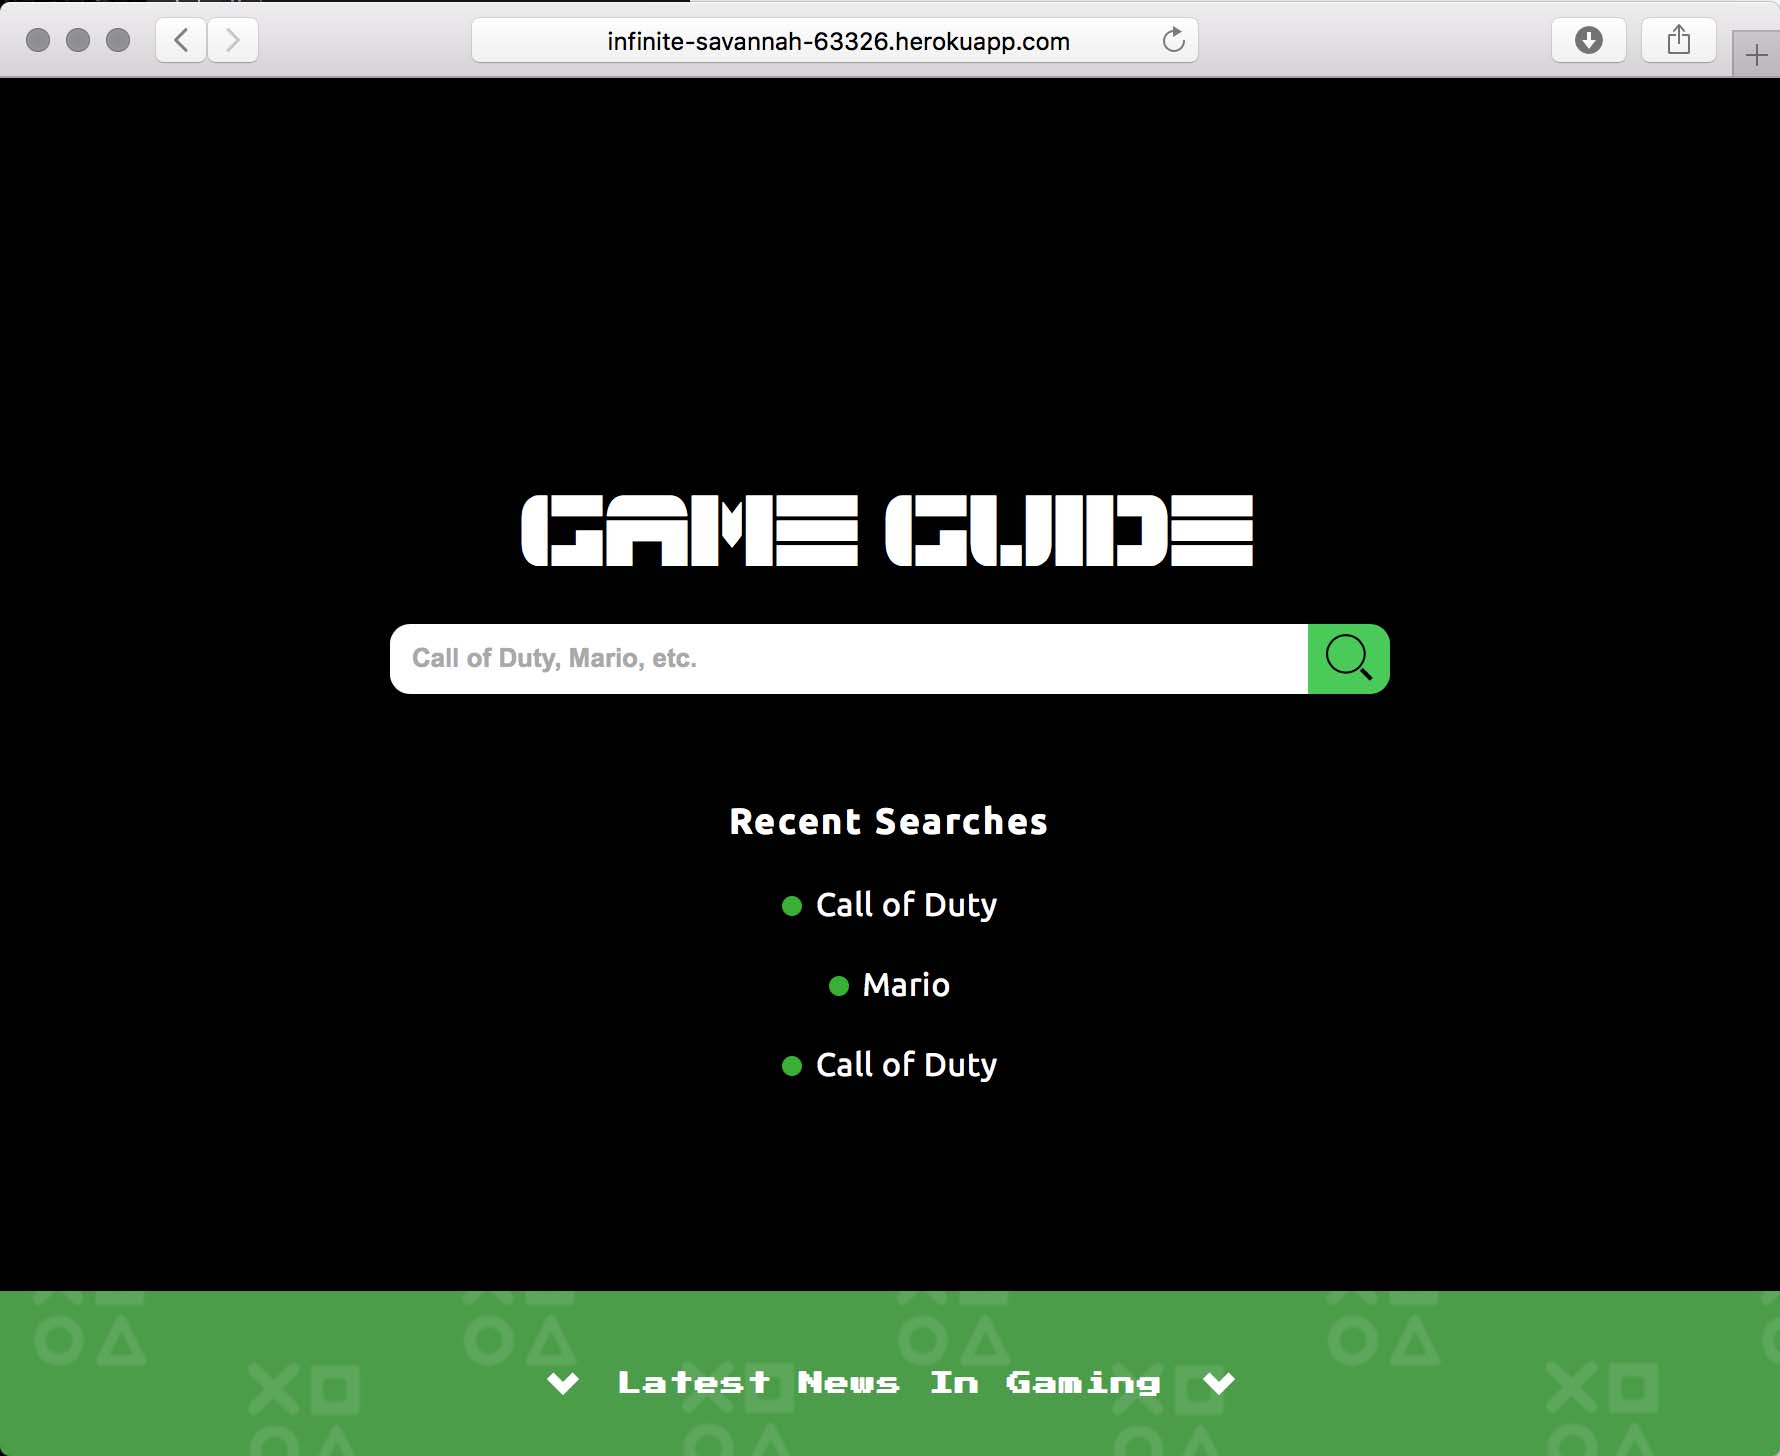 infinite-savannah-63326.herokuapp.com
GAME GUIDE
Call of Duty, Mario, etc.
Recent Searches
Call of Duty
Mario
Call of Duty
Latest News In Gaming